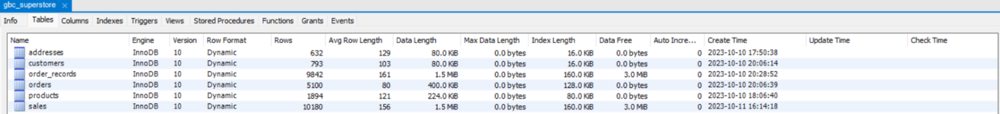 gbc_superstore ×
Info Tables Columns Indexes Triggers Views Stored Procedures Functions Grants Events
Name Engine Version Row Format Rows Avg Row Length Data Length Max Data Length Index Length Data Free Auto Incre... Create Time Update Time Check Time
addresses InnoDB 10 Dynamic 632 129 80.0 KiB 0.0 bytes 16.0 KiB 0.0 bytes 0 2023-10-10 17:50:38
customers InnoDB 10 Dynamic 793 103 80.0 KiB 0.0 bytes 16.0 KiB 0.0 bytes 0 2023-10-10 20:06:14
order_records InnoDB 10 Dynamic 9842 161 1.5 MiB 0.0 bytes 160.0 KiB 3.0 MiB 0 2023-10-10 20:28:52
orders InnoDB 10 Dynamic 5100 80 400.0 KiB 0.0 bytes 128.0 KiB 0.0 bytes 0 2023-10-10 20:06:39
products InnoDB 10 Dynamic 1894 121 224.0 KiB 0.0 bytes 80.0 KiB 0.0 bytes 0 2023-10-10 18:06:40
sales InnoDB 10 Dynamic 10180 156 1.5 MiB 0.0 bytes 160.0 KiB 3.0 MiB 0 2023-10-11 16:14:18